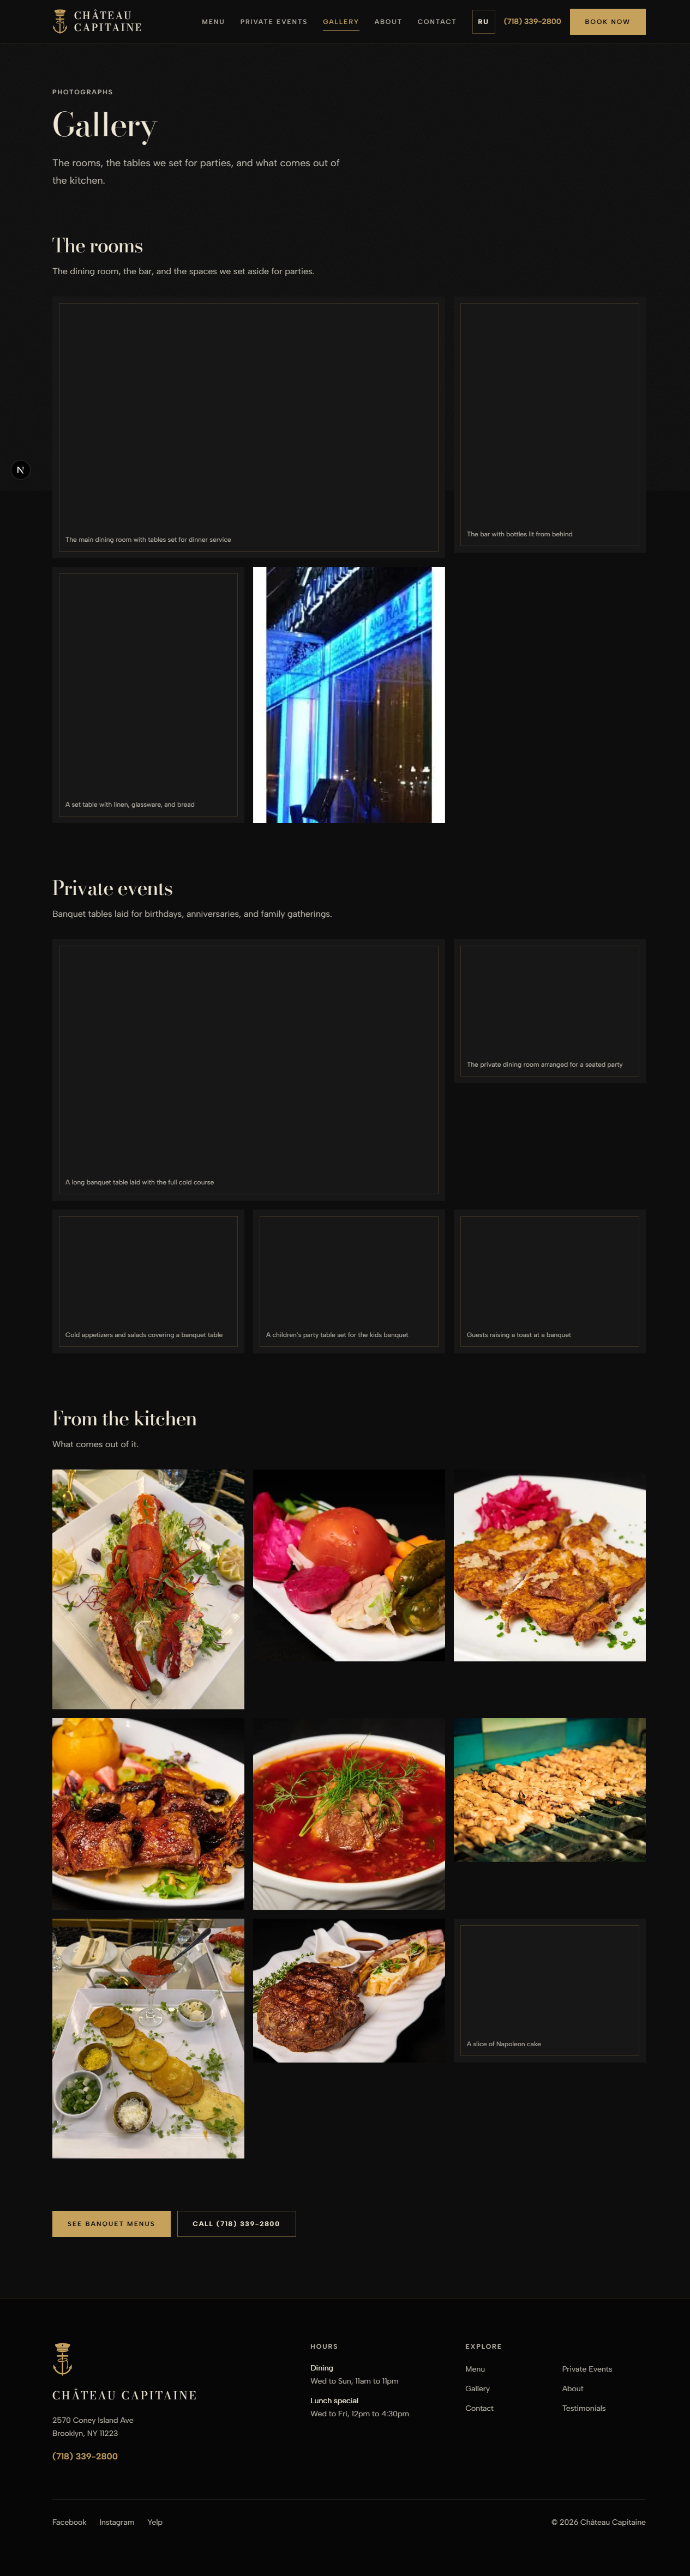 CHÂTEAU
CAPITAINE
MENU
PRIVATE EVENTS
GALLERY
ABOUT
CONTACT
RU
(718) 339-2800
BOOK NOW
PHOTOGRAPHS
Gallery
The rooms, the tables we set for parties, and what comes out of
the kitchen.
The rooms
The dining room, the bar, and the spaces we set aside for parties.
N
The main dining room with tables set for dinner service
The bar with bottles lit from behind
A set table with linen, glassware, and bread
RAW
Private events
Banquet tables laid for birthdays, anniversaries, and family gatherings.
A long banquet table laid with the full cold course
The private dining room arranged for a seated party
Cold appetizers and salads covering a banquet table
A children's party table set for the kids banquet
Guests raising a toast at a banquet
From the kitchen
What comes out of it.
A slice of Napoleon cake
SEE BANQUET MENUS
CALL (718) 339-2800
CHÂTEAU CAPITAINE
2570 Coney Island Ave
Brooklyn, NY 11223
(718) 339-2800
HOURS
Dining
Wed to Sun, 11am to 11pm
Lunch special
Wed to Fri, 12pm to 4:30pm
EXPLORE
Menu
Private Events
Gallery
About
Contact
Testimonials
Facebook
Instagram
Yelp
© 2026 Château Capitaine